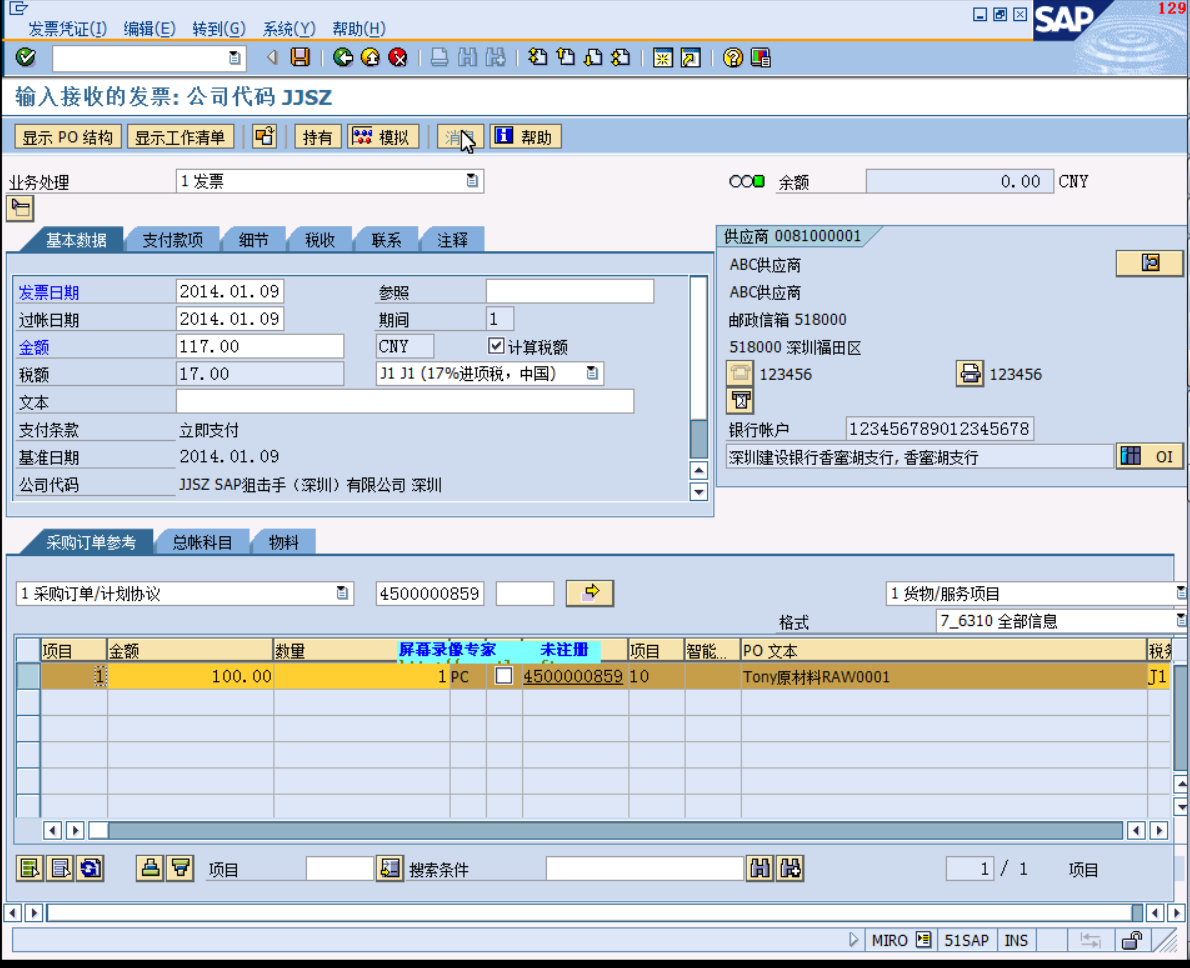 129
发票凭证(I) 编辑(E) 转到(G) 系统(Y) 帮助(H)
SAP
输入接收的发票: 公司代码 JJSZ
显示 PO 结构 显示工作清单 持有 模拟 帮助
业务处理 1 发票 余额 0.00 CNY
基本数据 支付款项 细节 税收 联系 注释
供应商 0081000001
ABC供应商
发票日期 2014.01.09 参照
ABC供应商
过帐日期 2014.01.09 期间 1
邮政信箱 518000
金额 117.00 CNY 计算税额
518000 深圳福田区
税额 17.00 J1 J1 (17%进项税，中国)
123456 123456
文本
支付条款 立即支付
银行帐户 123456789012345678
基准日期 2014.01.09
深圳建设银行香蜜湖支行, 香蜜湖支行 OI
公司代码 JJSZ SAP狙击手（深圳）有限公司 深圳
采购订单参考 总帐科目 物料
1 采购订单/计划协议 4500000859 1 货物/服务项目
格式 7_6310 全部信息
项目 金额 数量 屏幕录像专家 未注册 项目 智能... PO 文本
1 100.00 1 PC 4500000859 10 Tony原材料RAW0001 J1
项目 搜索条件 1 / 1 项目
MIRO 51SAP INS